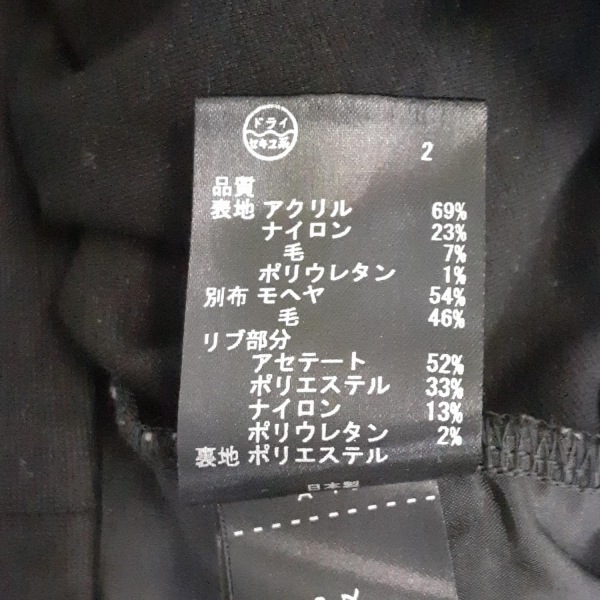 ドライ
セキユ系
2
品質
表地 アクリル 69%
ナイロン 23%
毛 7%
ポリウレタン 1%
別布 モヘヤ 54%
毛 46%
リブ部分
アセテート 52%
ポリエステル 33%
ナイロン 13%
ポリウレタン 2%
裏地 ポリエステル
日本製